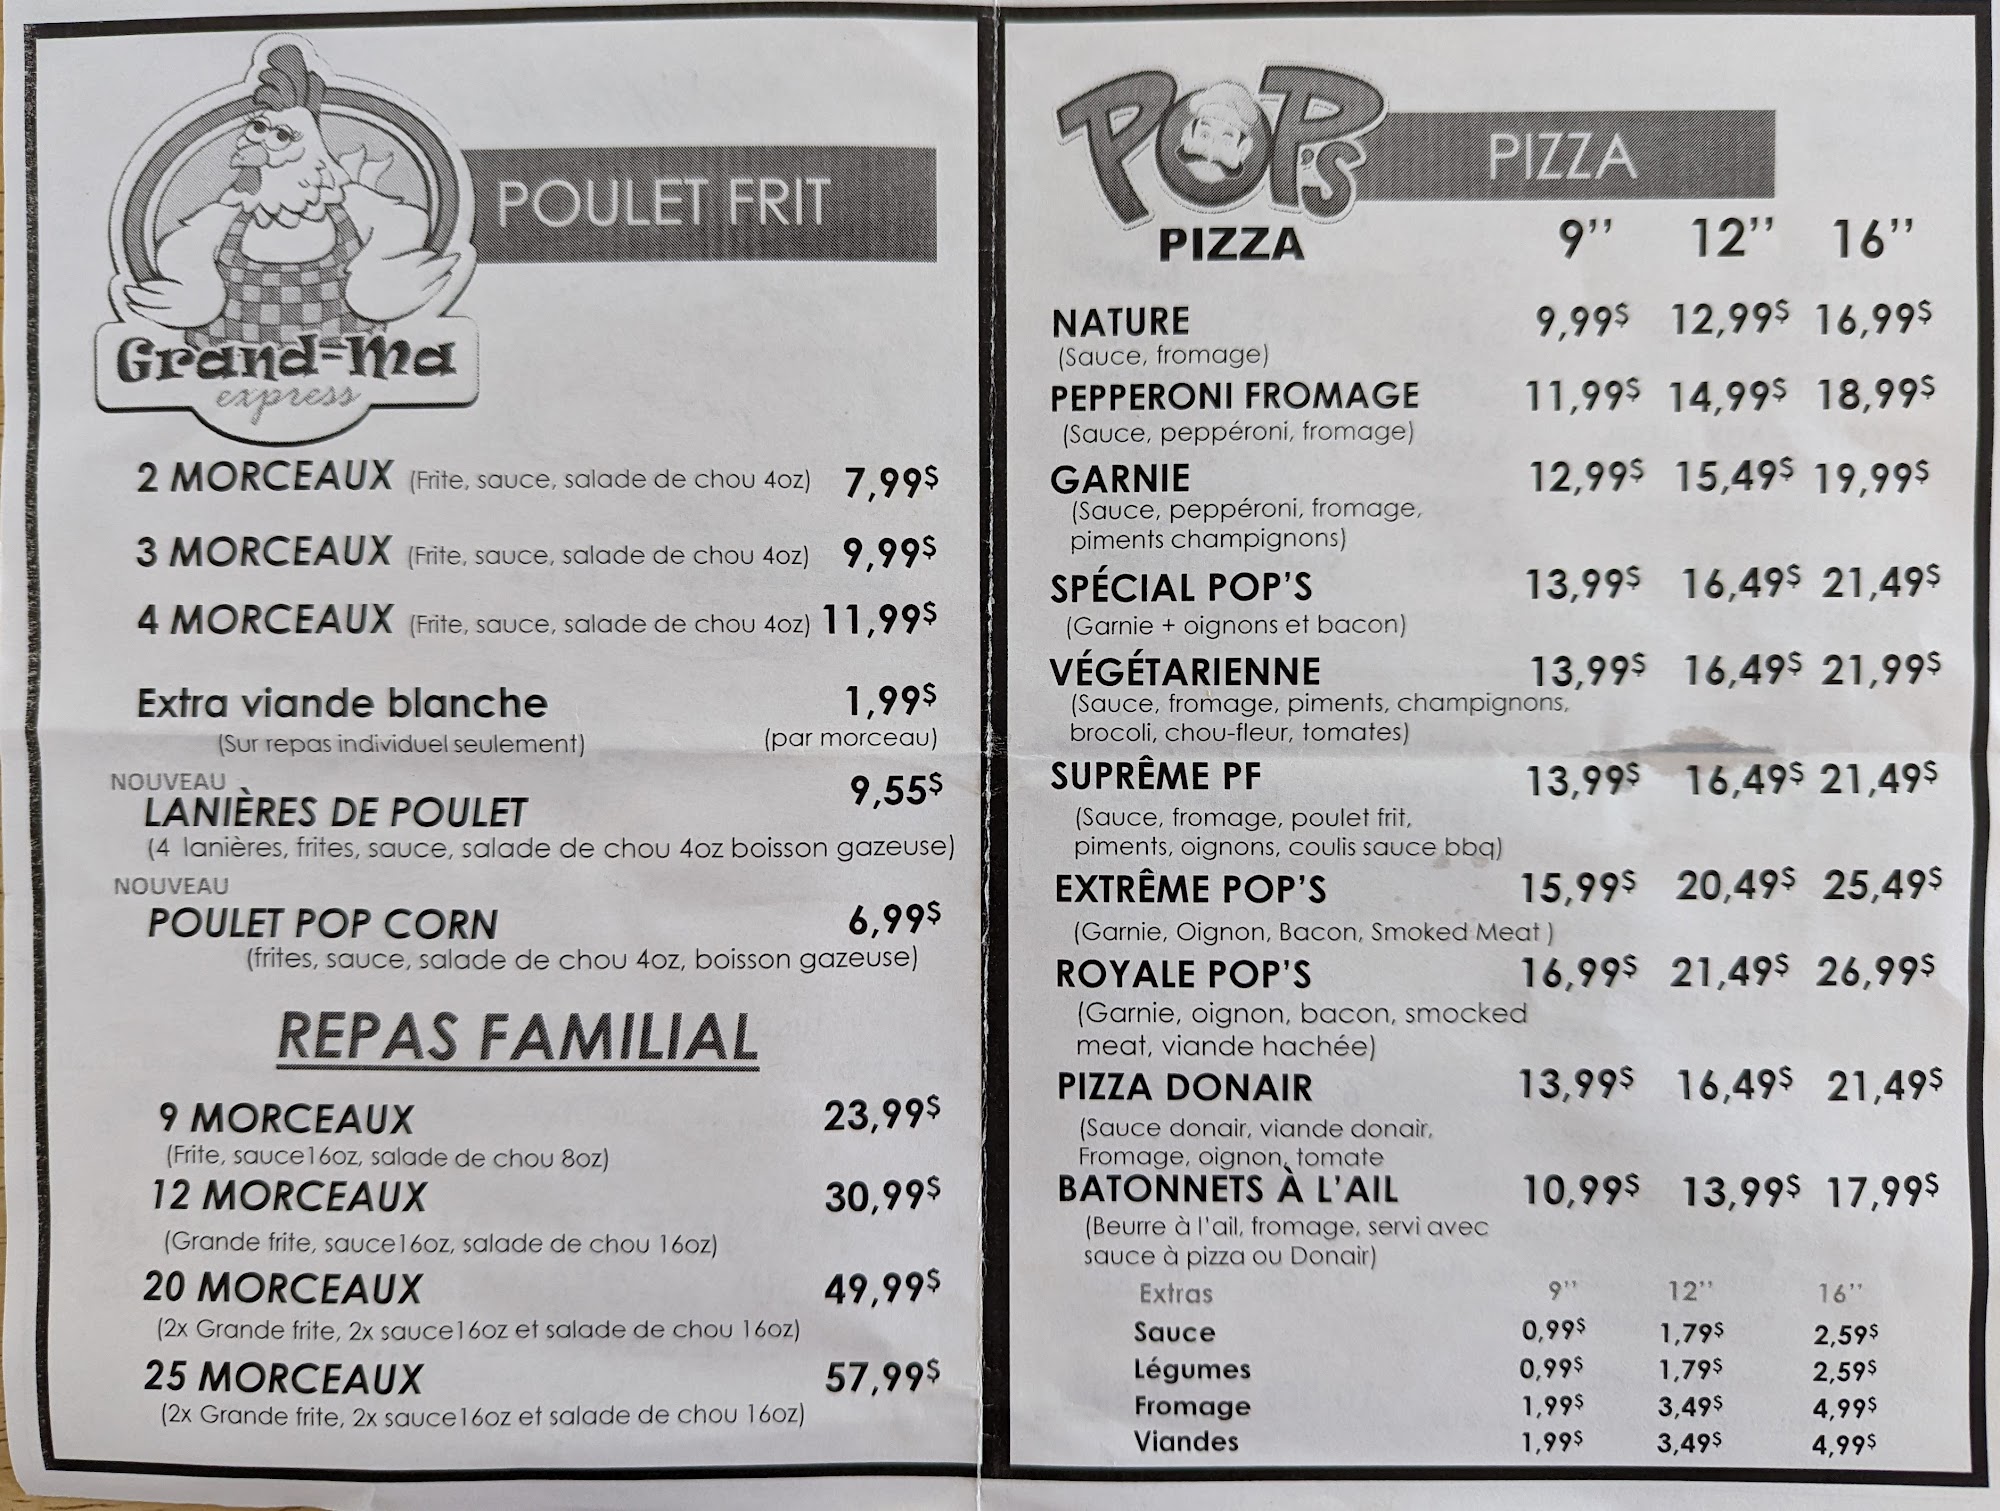 Grand-Ma
express
POULET FRIT
2 MORCEAUX (Frite, sauce, salade de chou 4oz) 7,99$
3 MORCEAUX (Frite, sauce, salade de chou 4oz) 9,99$
4 MORCEAUX (Frite, sauce, salade de chou 4oz) 11,99$
Extra viande blanche 1,99$
(Sur repas individuel seulement) (par morceau)
NOUVEAU
LANIÈRES DE POULET 9,55$
(4 lanières, frites, sauce, salade de chou 4oz boisson gazeuse)
NOUVEAU
POULET POP CORN 6,99$
(frites, sauce, salade de chou 4oz, boisson gazeuse)
REPAS FAMILIAL
9 MORCEAUX 23,99$
(Frite, sauce16oz, salade de chou 8oz)
12 MORCEAUX 30,99$
(Grande frite, sauce16oz, salade de chou 16oz)
20 MORCEAUX 49,99$
(2x Grande frite, 2x sauce16oz et salade de chou 16oz)
25 MORCEAUX 57,99$
(2x Grande frite, 2x sauce16oz et salade de chou 16oz)
POP'S
PIZZA
PIZZA
9'' 12'' 16''
NATURE 9,99$ 12,99$ 16,99$
(Sauce, fromage)
PEPPERONI FROMAGE 11,99$ 14,99$ 18,99$
(Sauce, peppéroni, fromage)
GARNIE 12,99$ 15,49$ 19,99$
(Sauce, peppéroni, fromage,
piments champignons)
SPÉCIAL POP'S 13,99$ 16,49$ 21,49$
(Garnie + oignons et bacon)
VÉGÉTARIENNE 13,99$ 16,49$ 21,99$
(Sauce, fromage, piments, champignons,
brocoli, chou-fleur, tomates)
SUPRÊME PF 13,99$ 16,49$ 21,49$
(Sauce, fromage, poulet frit,
piments, oignons, coulis sauce bbq)
EXTRÊME POP'S 15,99$ 20,49$ 25,49$
(Garnie, Oignon, Bacon, Smoked Meat )
ROYALE POP'S 16,99$ 21,49$ 26,99$
(Garnie, oignon, bacon, smocked
meat, viande hachée)
PIZZA DONAIR 13,99$ 16,49$ 21,49$
(Sauce donair, viande donair,
Fromage, oignon, tomate
BATONNETS À L'AIL 10,99$ 13,99$ 17,99$
(Beurre à l'ail, fromage, servi avec
sauce à pizza ou Donair)
Extras 9'' 12'' 16''
Sauce 0,99$ 1,79$ 2,59$
Légumes 0,99$ 1,79$ 2,59$
Fromage 1,99$ 3,49$ 4,99$
Viandes 1,99$ 3,49$ 4,99$